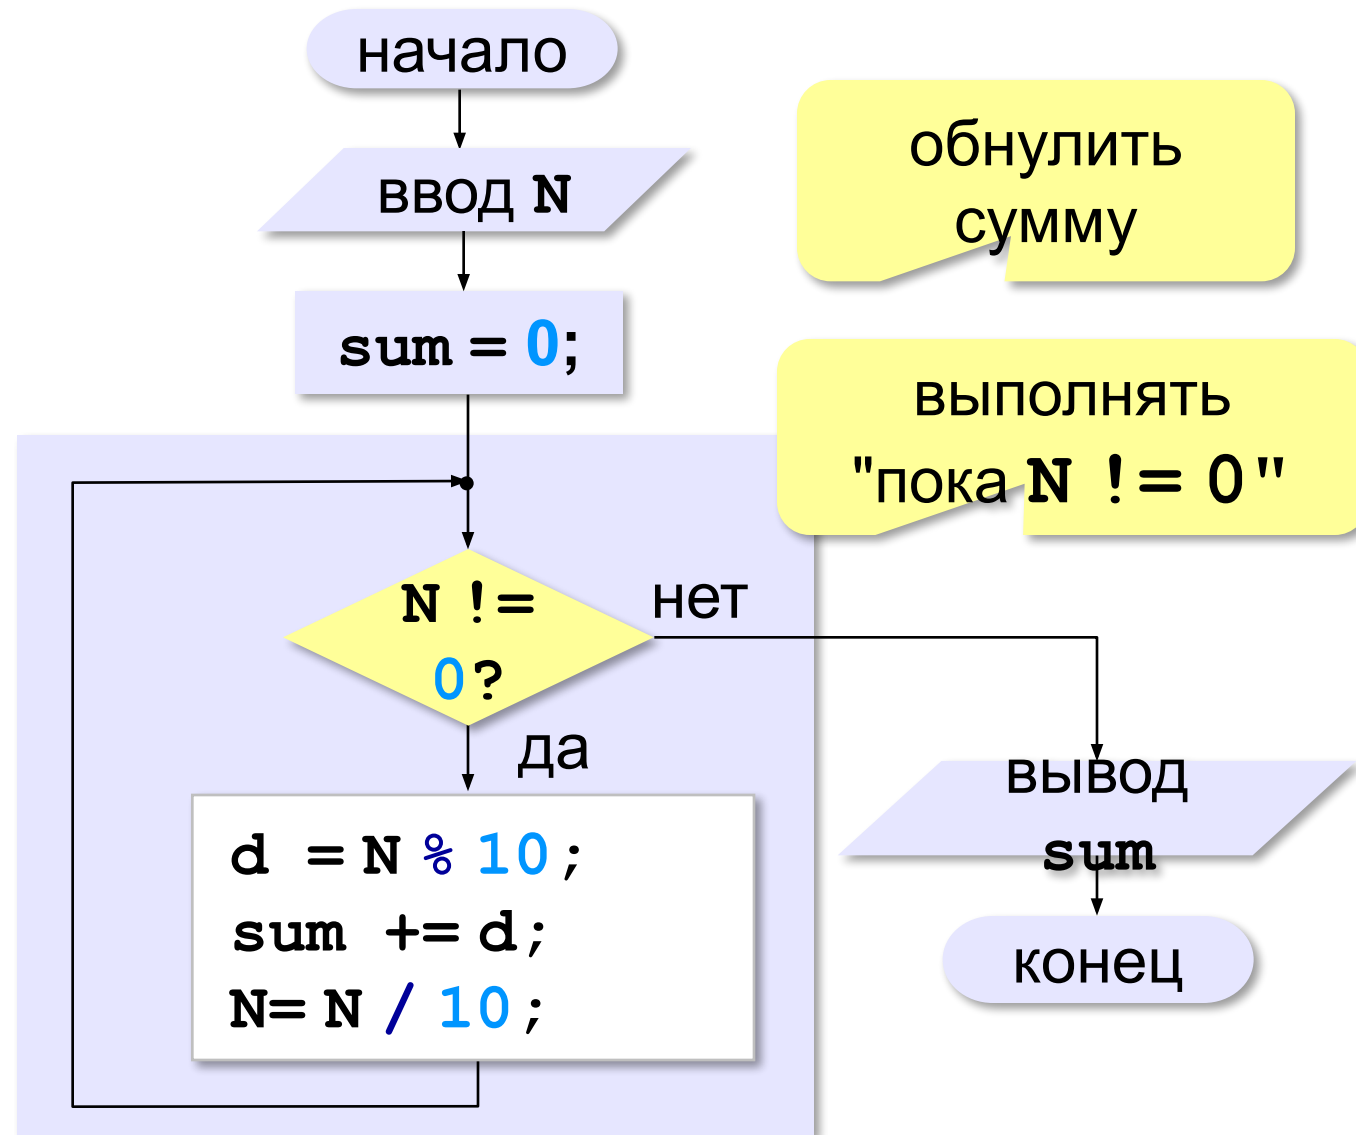 начало
ввод N
sum = 0;
обнулить
сумму
выполнять
"пока N != 0"
N !=
0?
нет
да
d = N % 10;
sum += d;
N= N / 10;
вывод
sum
конец